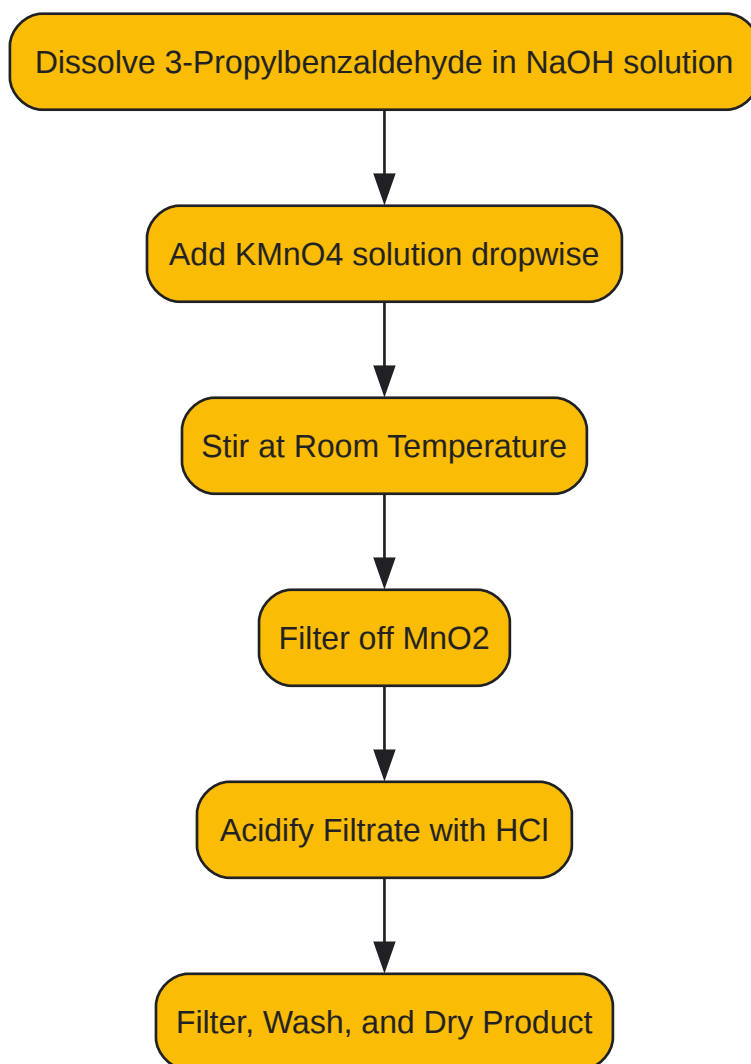 Dissolve 3-Propylbenzaldehyde in NaOH solution
Add KMnO4 solution dropwise
Stir at Room Temperature
Filter off MnO2
Acidify Filtrate with HCl
Filter, Wash, and Dry Product